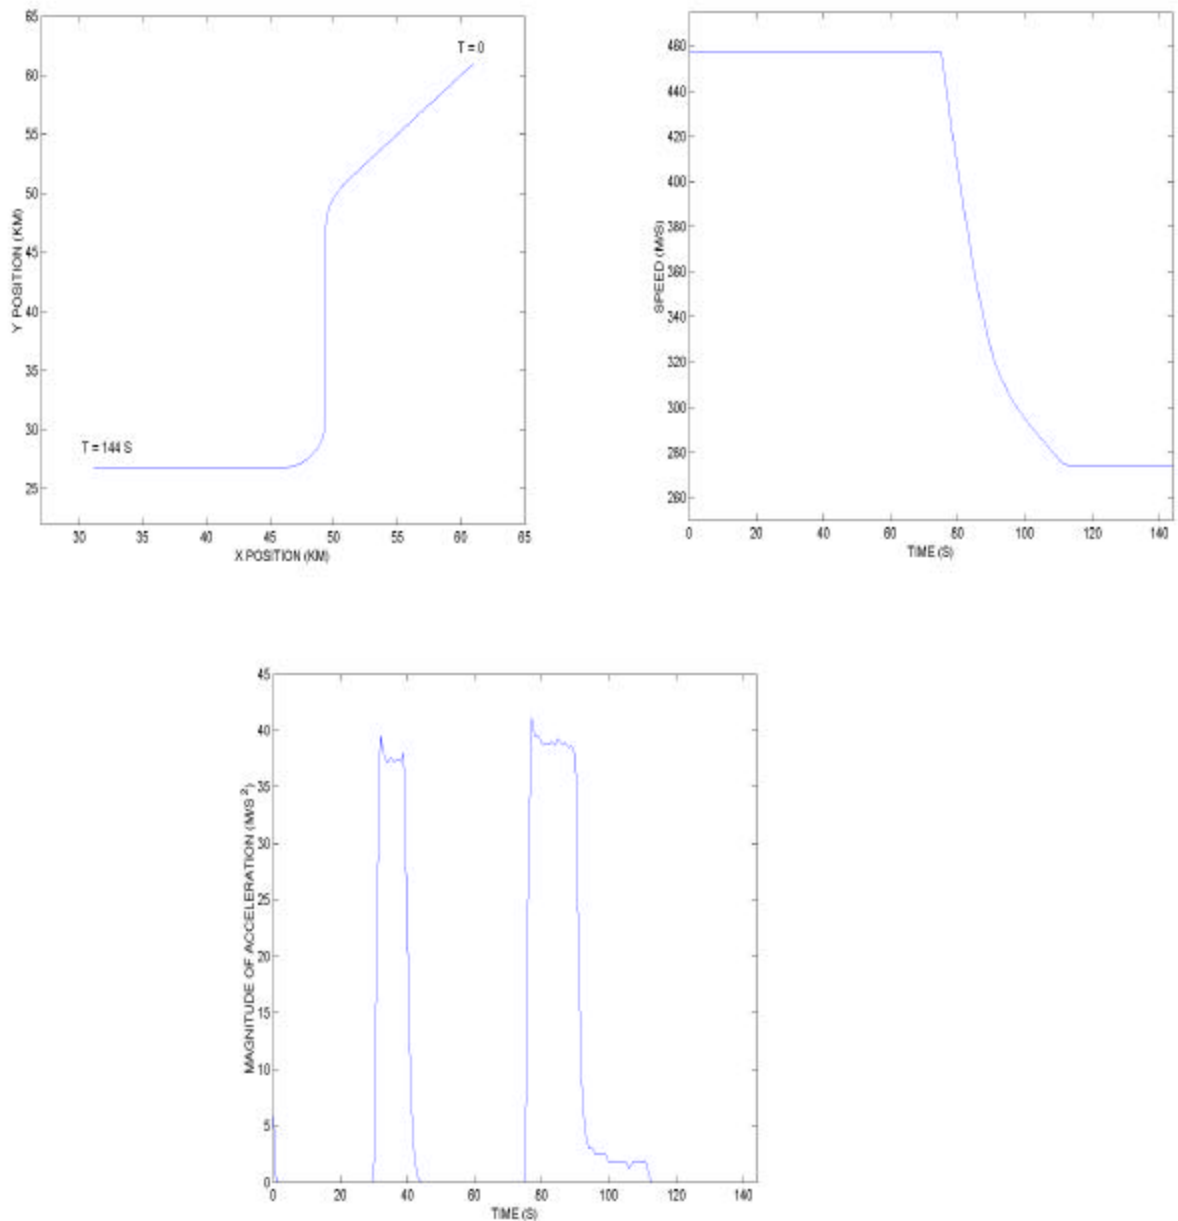 65
60
55
50
45
40
35
30
25
Y POSITION (KM)
T = 0
T = 144 S
30 35 40 45 50 55 60 65
X POSITION (KM)
460
440
420
400
380
360
340
320
300
280
260
SPEED (M/S)
0 20 40 60 80 100 120 140
TIME (S)
45
40
35
30
25
20
15
10
5
0
MAGNITUDE OF ACCELERATION (M/S 2)
0 20 40 60 80 100 120 140
TIME (S)